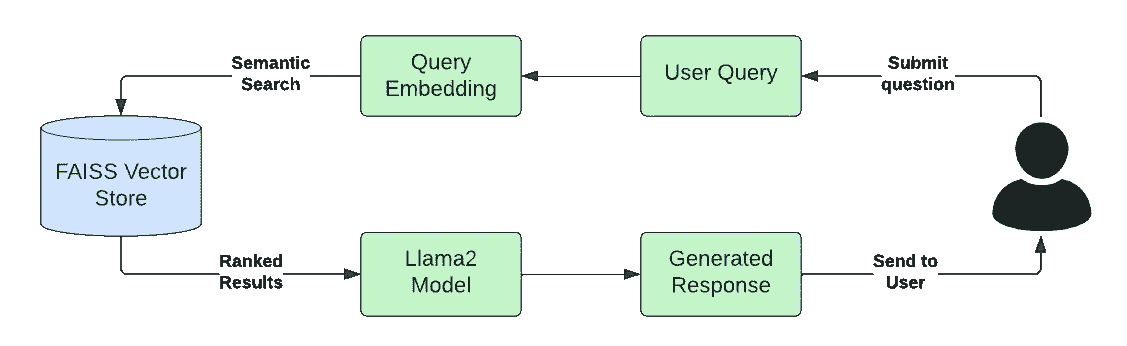 Semantic
Search
Query
Embedding
User Query
Submit
question
FAISS Vector
Store
Ranked
Results
Llama2
Model
Generated
Response
Send to
User